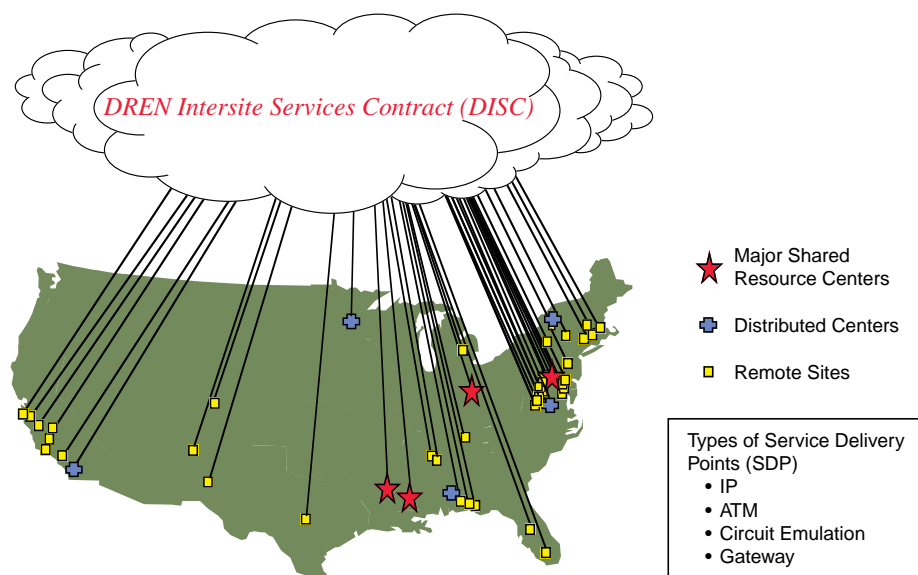 DREN Intersite Services Contract (DISC)
Major Shared
Resource Centers
Distributed Centers
Remote Sites
Types of Service Delivery
Points (SDP)
• IP
• ATM
• Circuit Emulation
• Gateway